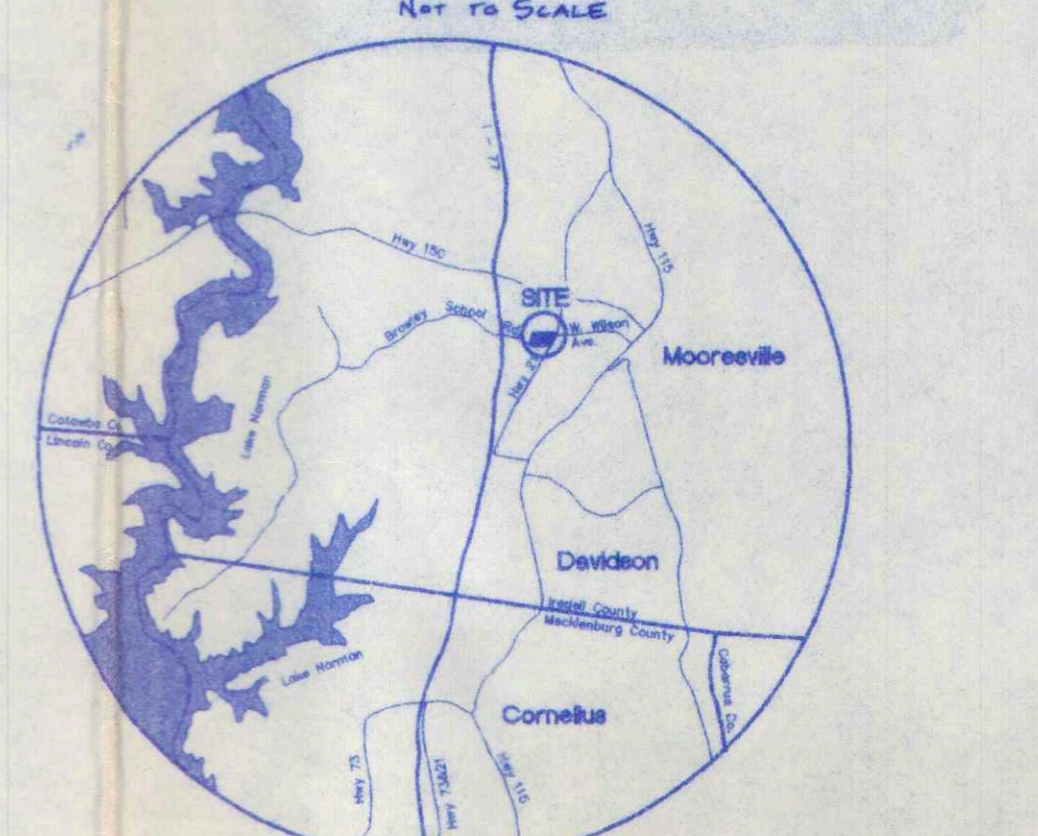 NOT TO SCALE
I - 77
Hwy 150
Hwy 115
SITE
Brawley School Rd.
W. Wilson
Ave.
Mooresville
Hwy 21
Lake Norman
Catawba Co.
Lincoln Co.
Davidson
Iredell County
Mecklenburg County
Cabarrus Co.
Lake Norman
Cornelius
Hwy 73
Hwy 73&21
Hwy 115